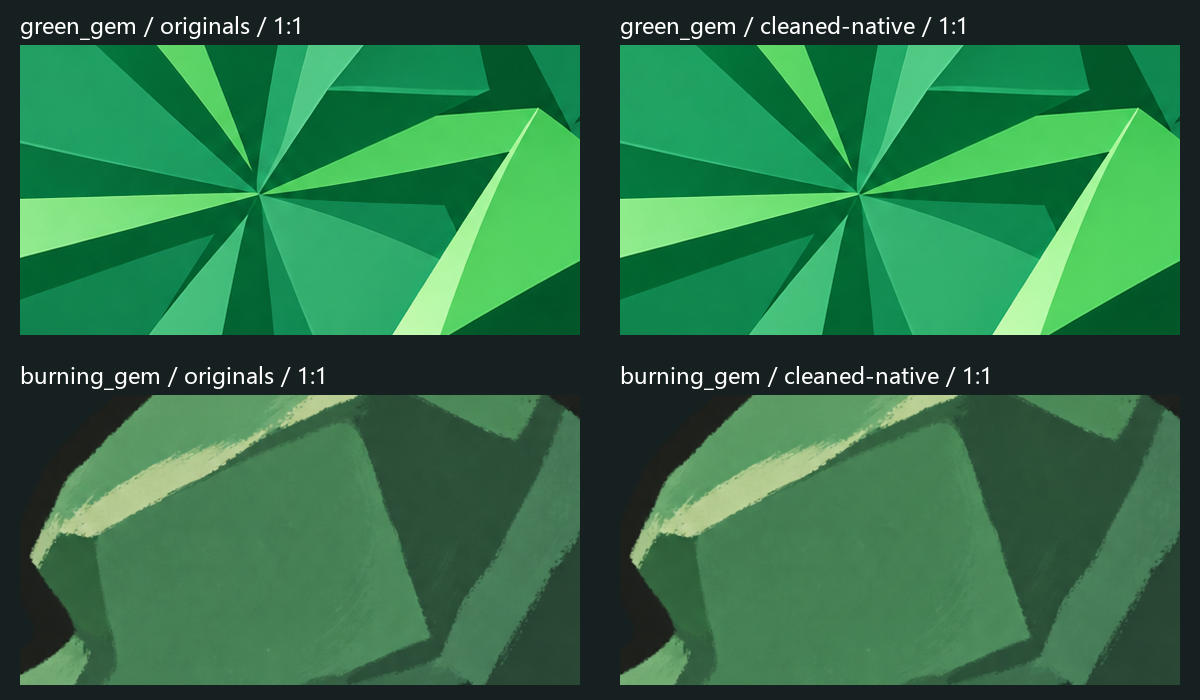 green_gem / originals / 1:1
green_gem / cleaned-native / 1:1
burning_gem / originals / 1:1
burning_gem / cleaned-native / 1:1